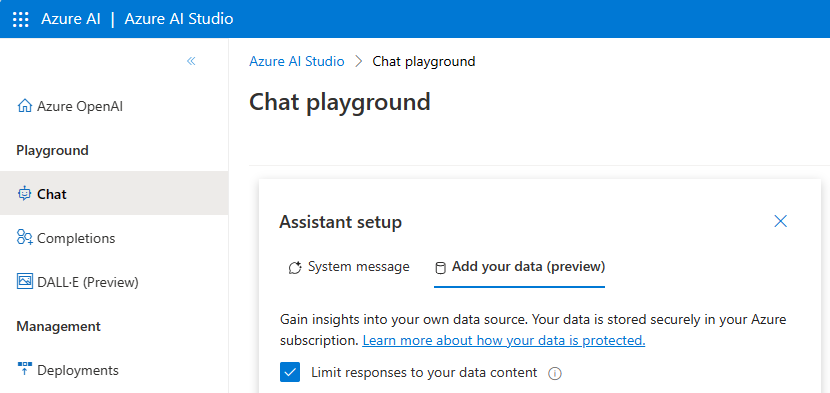 Azure AI | Azure AI Studio
Azure AI Studio > Chat playground
Chat playground
Azure OpenAI
Playground
Chat
Completions
DALL·E (Preview)
Management
Deployments
Assistant setup
System message
Add your data (preview)
Gain insights into your own data source. Your data is stored securely in your Azure
subscription. Learn more about how your data is protected.
Limit responses to your data content